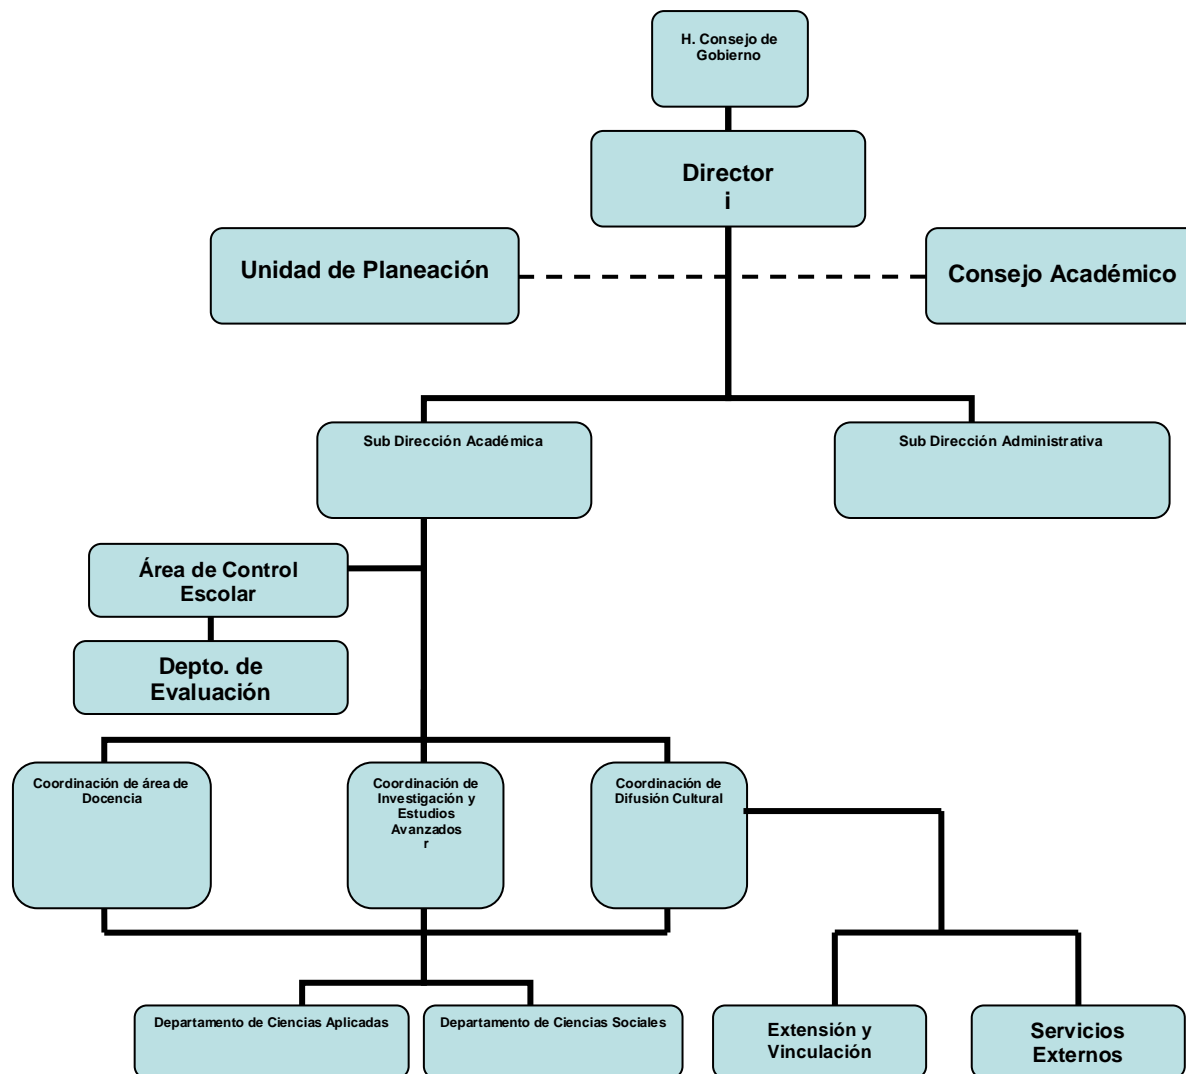 H. Consejo de
Gobierno
Director
i
Unidad de Planeación
Consejo Académico
Sub Dirección Académica
Sub Dirección Administrativa
Área de Control
Escolar
Depto. de
Evaluación
Coordinación de área de
Docencia
Coordinación de
Investigación y
Estudios
Avanzados
r
Coordinación de
Difusión Cultural
Departamento de Ciencias Aplicadas
Departamento de Ciencias Sociales
Extensión y
Vinculación
Servicios
Externos